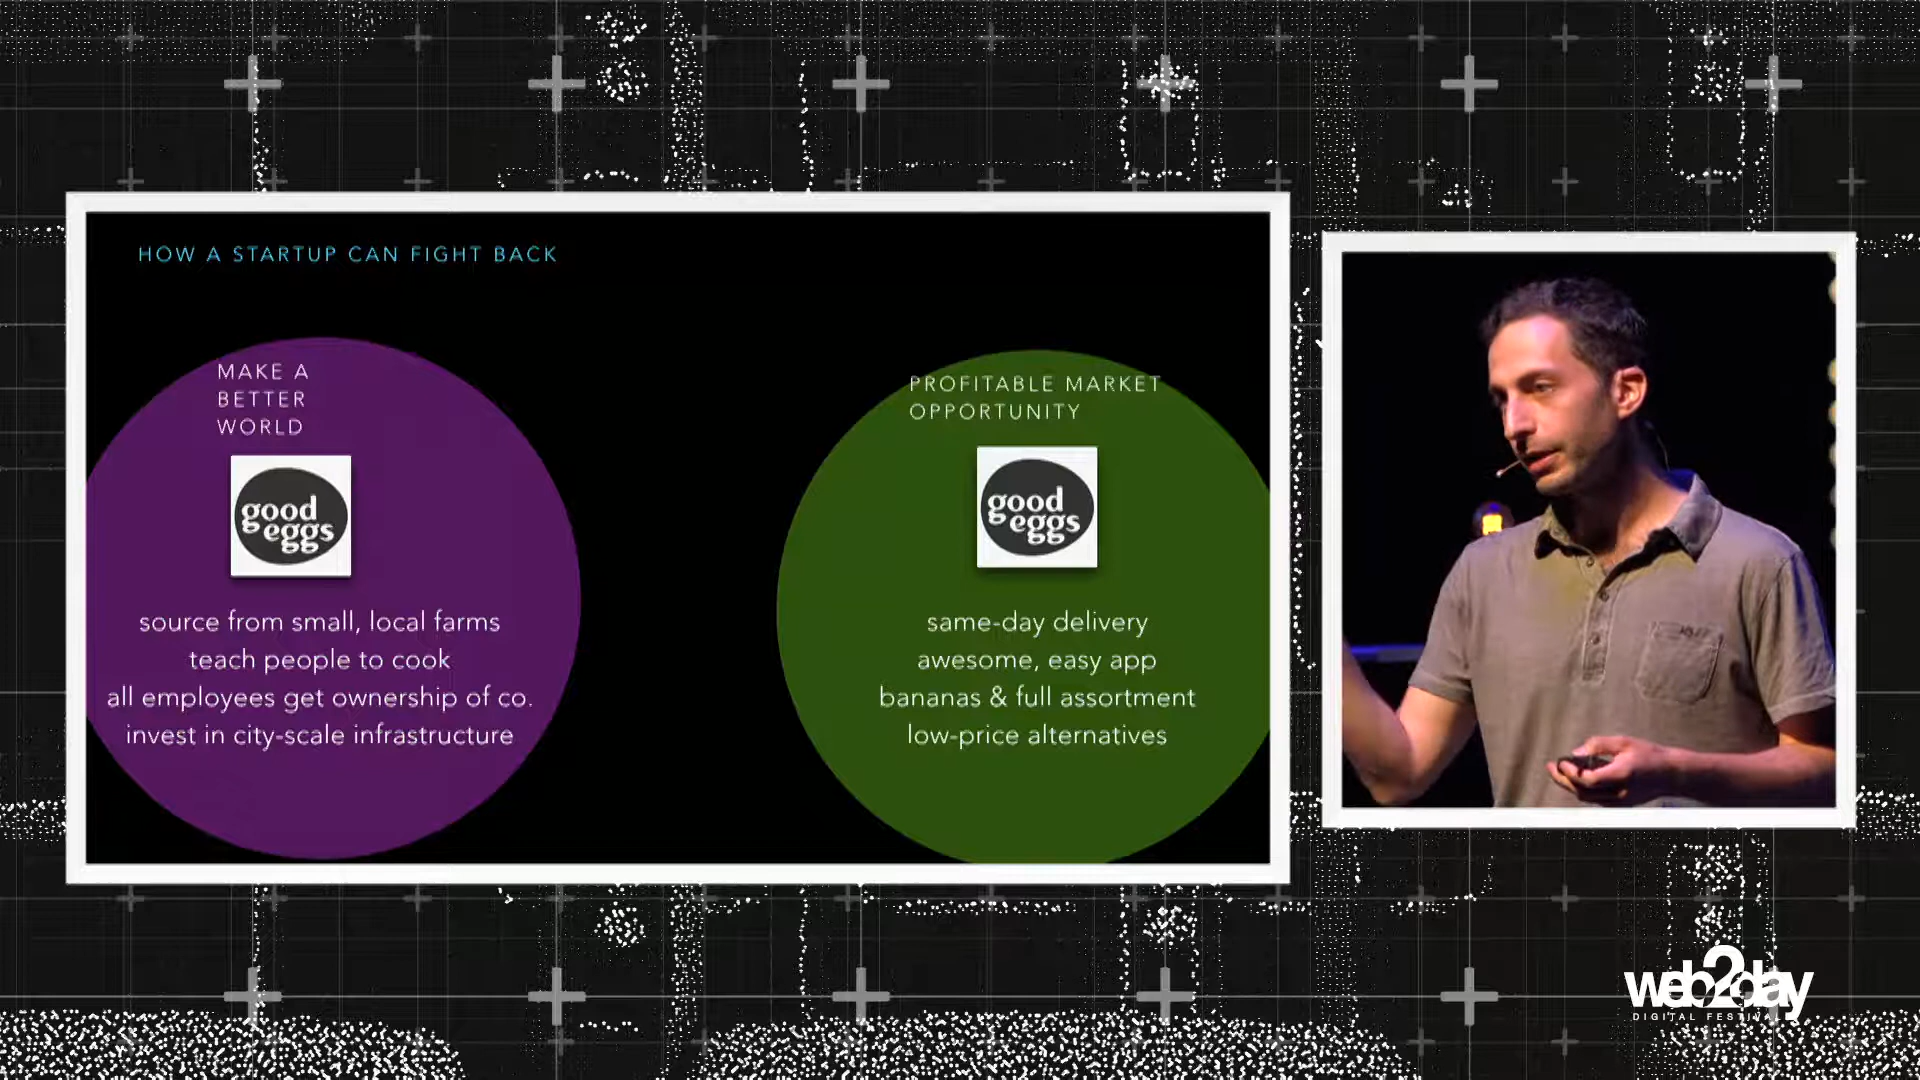 HOW A STARTUP CAN FIGHT BACK
MAKE A
BETTER
WORLD
good
eggs
source from small, local farms
teach people to cook
all employees get ownership of co.
invest in city-scale infrastructure
PROFITABLE MARKET
OPPORTUNITY
good
eggs
same-day delivery
awesome, easy app
bananas & full assortment
low-price alternatives
web2day
DIGITAL FESTIVAL